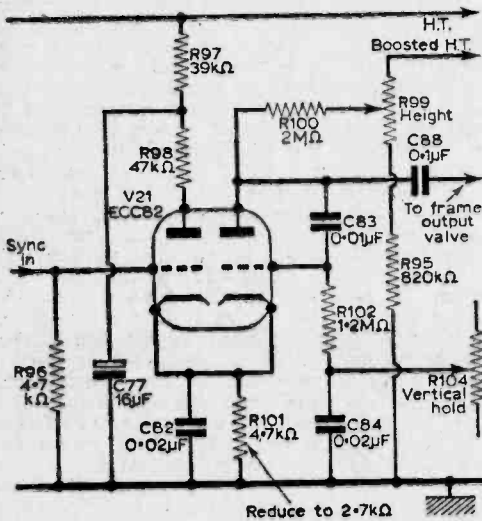 H.T.
Boosted H.T.
R97
39kΩ
R99
Height
R100
2MΩ
R98
47kΩ
C88
0·1µF
V21
ECC82
To frame
output
valve
C83
0·01µF
Sync
in
R95
820kΩ
R102
1·2MΩ
R96
4·7
kΩ
C77
16µF
R104
Vertical
hold
C82
0·02µF
R101
4·7kΩ
C84
0·02µF
Reduce to 2·7kΩ